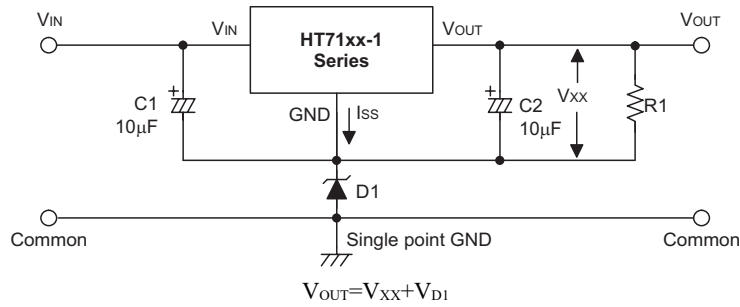 VIN
VIN
HT71xx-1
Series
VOUT
VOUT
C1
10μF
GND
ISS
C2
10μF
VXX
R1
D1
Common
Single point GND
Common
VOUT=VXX+VD1